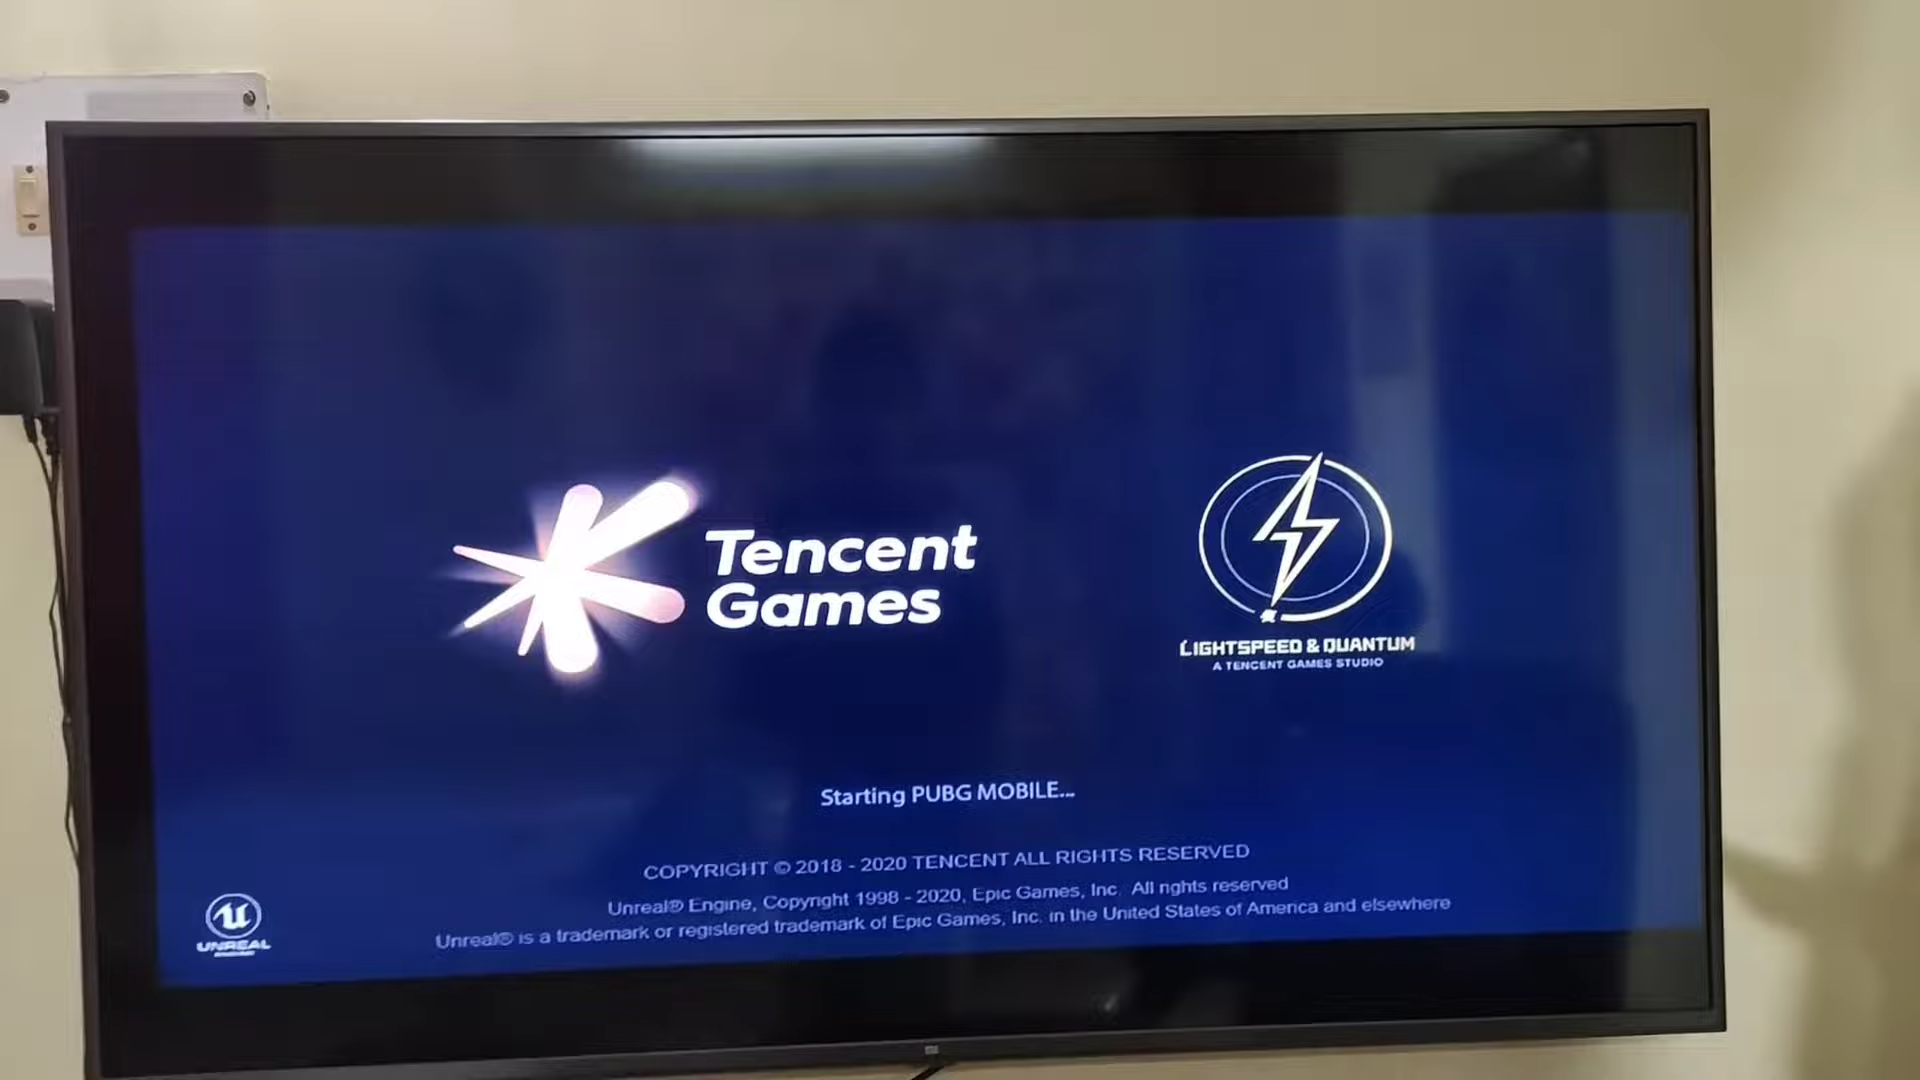 Tencent
Games
LIGHTSPEED & QUANTUM
A TENCENT GAMES STUDIO
Starting PUBG MOBILE...
COPYRIGHT © 2018 - 2020 TENCENT ALL RIGHTS RESERVED
Unreal® Engine, Copyright 1998 - 2020, Epic Games, Inc. All rights reserved
Unreal® is a trademark or registered trademark of Epic Games, Inc. in the United States of America and elsewhere
UNREAL